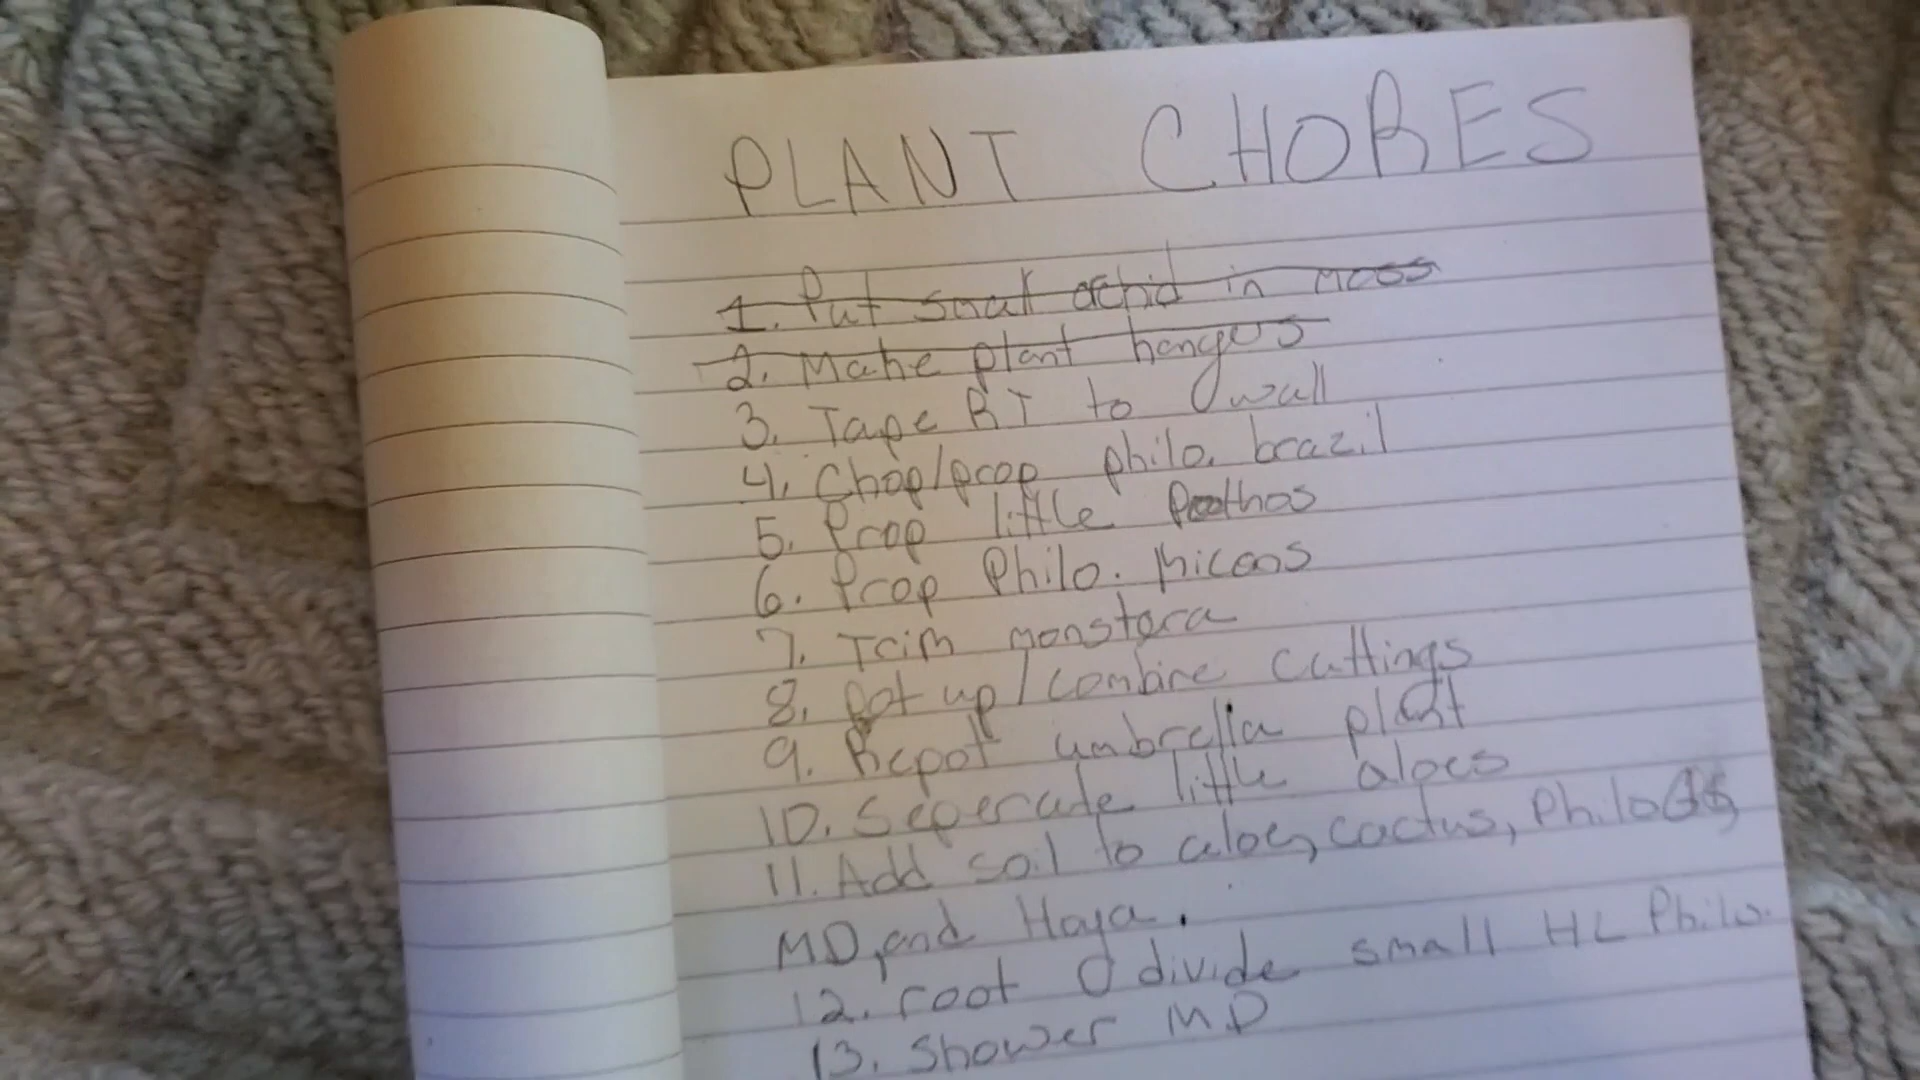 PLANT CHORES
1. Put small orchid in moss
2. Make plant hangers
3. Tape RT to wall
4. Chop/prop philo. brazil
5. Prop little Poothos
6. Prop Philo. Micans
7. Trim monstera
8. Pot up/combine cuttings
9. Repot umbrella plant
10. Seperate little aloes
11. Add soil to aloe, cactus, Philo
MD, and Hoya.
12. root divide small HL Philo.
13. Shower MD